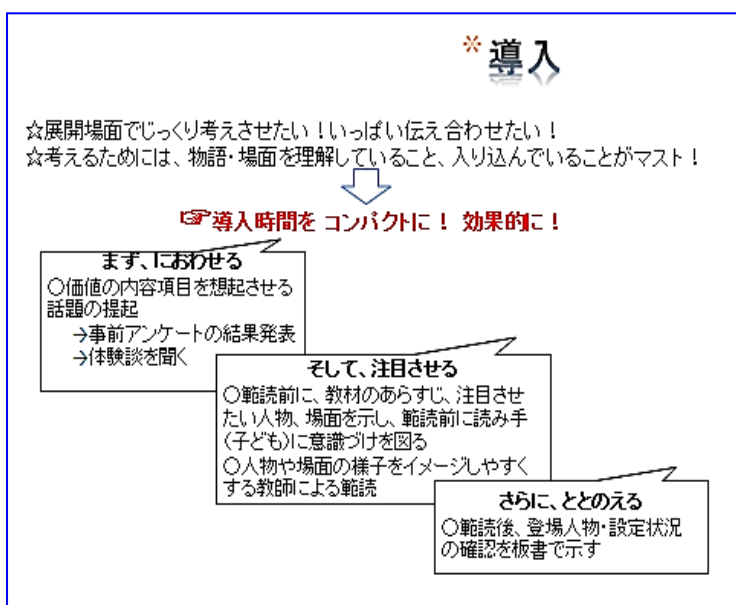 *導入
☆展開場面でじっくり考えさせたい！いっぱい伝え合わせたい！
☆考えるためには、物語・場面を理解していること、入り込んでいることがマスト！
☞導入時間を コンパクトに！ 効果的に！
まず、におわせる
○価値の内容項目を想起させる
話題の提起
→事前アンケートの結果発表
→体験談を聞く
そして、注目させる
○範読前に、教材のあらすじ、注目させ
たい人物、場面を示し、範読前に読み手
(子ども)に意識づけを図る
○人物や場面の様子をイメージしやすく
する教師による範読
さらに、ととのえる
○範読後、登場人物・設定状況
の確認を板書で示す